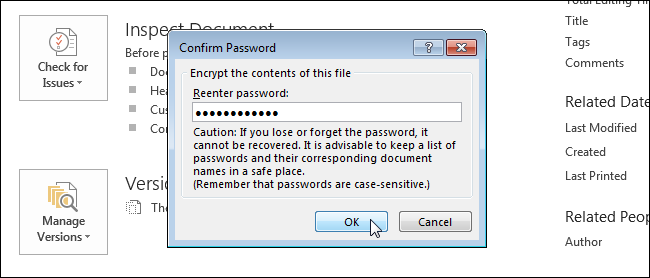 Total Editing Time
Inspect Document
Title
Before p
Tags
Check for
Issues
Do
Comments
Hea
Cus
Con
Related Date
Last Modified
Created
Last Printed
Versio
The
Manage
Versions
Related Peop
Author
Confirm Password
?
Encrypt the contents of this file
Reenter password:
••••••••••••
Caution: If you lose or forget the password, it
cannot be recovered. It is advisable to keep a list of
passwords and their corresponding document
names in a safe place.
(Remember that passwords are case-sensitive.)
OK
Cancel